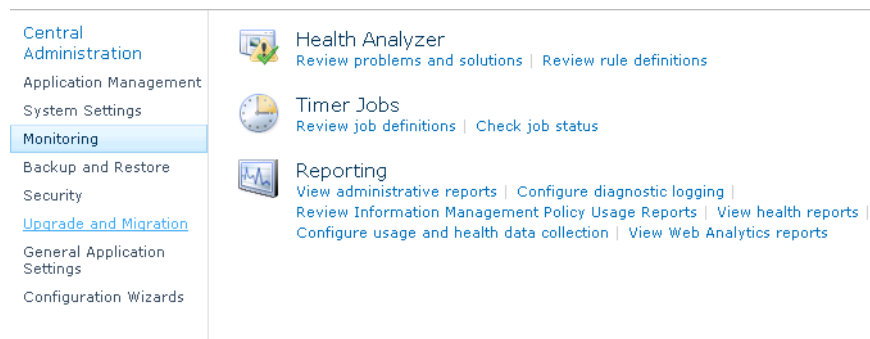 Central
Administration
Application Management
System Settings
Monitoring
Backup and Restore
Security
Upgrade and Migration
General Application
Settings
Configuration Wizards
Health Analyzer
Review problems and solutions | Review rule definitions
Timer Jobs
Review job definitions | Check job status
Reporting
View administrative reports | Configure diagnostic logging |
Review Information Management Policy Usage Reports | View health reports |
Configure usage and health data collection | View Web Analytics reports